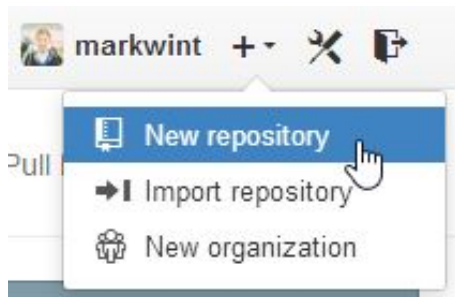 markwint
New repository
Pull
Import repository
New organization